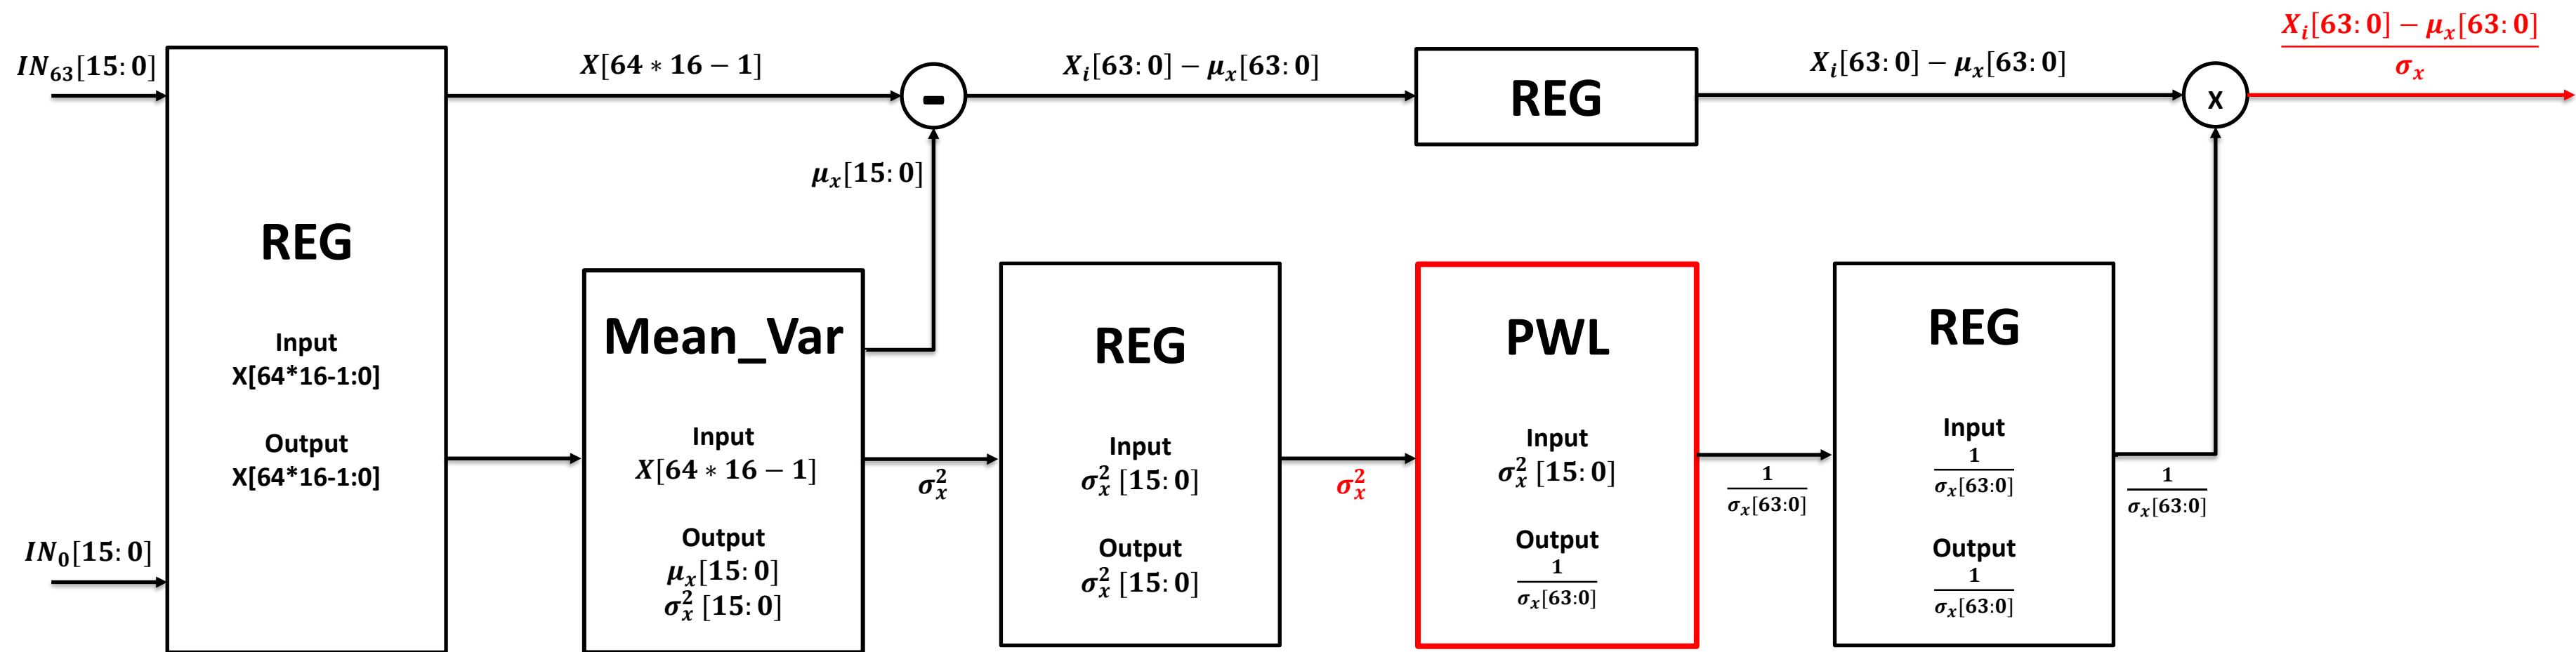 IN₆₃[15:0]
IN₀[15:0]
REG
Input
X[64*16-1:0]
Output
X[64*16-1:0]
X[64 ∗ 16 − 1]
-
Xᵢ[63:0] − μₓ[63:0]
REG
Xᵢ[63:0] − μₓ[63:0]
x
Xᵢ[63:0] − μₓ[63:0]
σₓ
μₓ[15:0]
Mean_Var
Input
X[64 ∗ 16 − 1]
Output
μₓ[15:0]
σₓ² [15:0]
σₓ²
REG
Input
σₓ² [15:0]
Output
σₓ² [15:0]
σₓ²
PWL
Input
σₓ² [15:0]
Output
1
σₓ[63:0]
1
σₓ[63:0]
REG
Input
1
σₓ[63:0]
Output
1
σₓ[63:0]
1
σₓ[63:0]